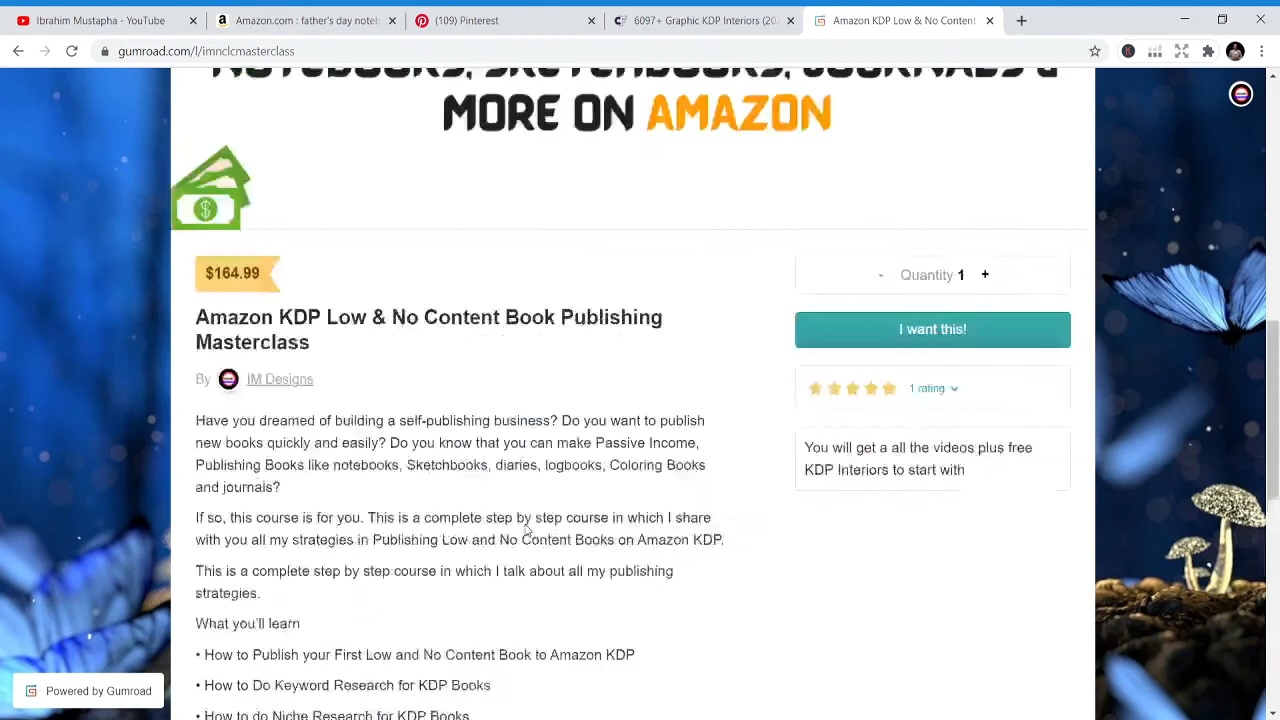 Ibrahim Mustapha - YouTube
Amazon.com : father's day noteb
(109) Pinterest
6097+ Graphic KDP Interiors (20
Amazon KDP Low & No Content
gumroad.com/l/imnclcmasterclass
NOTEBOOKS, SKETCHBOOKS, JOURNALS &
MORE ON AMAZON
$164.99
Quantity 1 +
Amazon KDP Low & No Content Book Publishing
Masterclass
I want this!
By IM Designs
1 rating
Have you dreamed of building a self-publishing business? Do you want to publish
new books quickly and easily? Do you know that you can make Passive Income,
Publishing Books like notebooks, Sketchbooks, diaries, logbooks, Coloring Books
and journals?
You will get a all the videos plus free
KDP Interiors to start with
If so, this course is for you. This is a complete step by step course in which I share
with you all my strategies in Publishing Low and No Content Books on Amazon KDP.
This is a complete step by step course in which I talk about all my publishing
strategies.
What you'll learn
• How to Publish your First Low and No Content Book to Amazon KDP
• How to Do Keyword Research for KDP Books
• How to do Niche Research for KDP Books
Powered by Gumroad